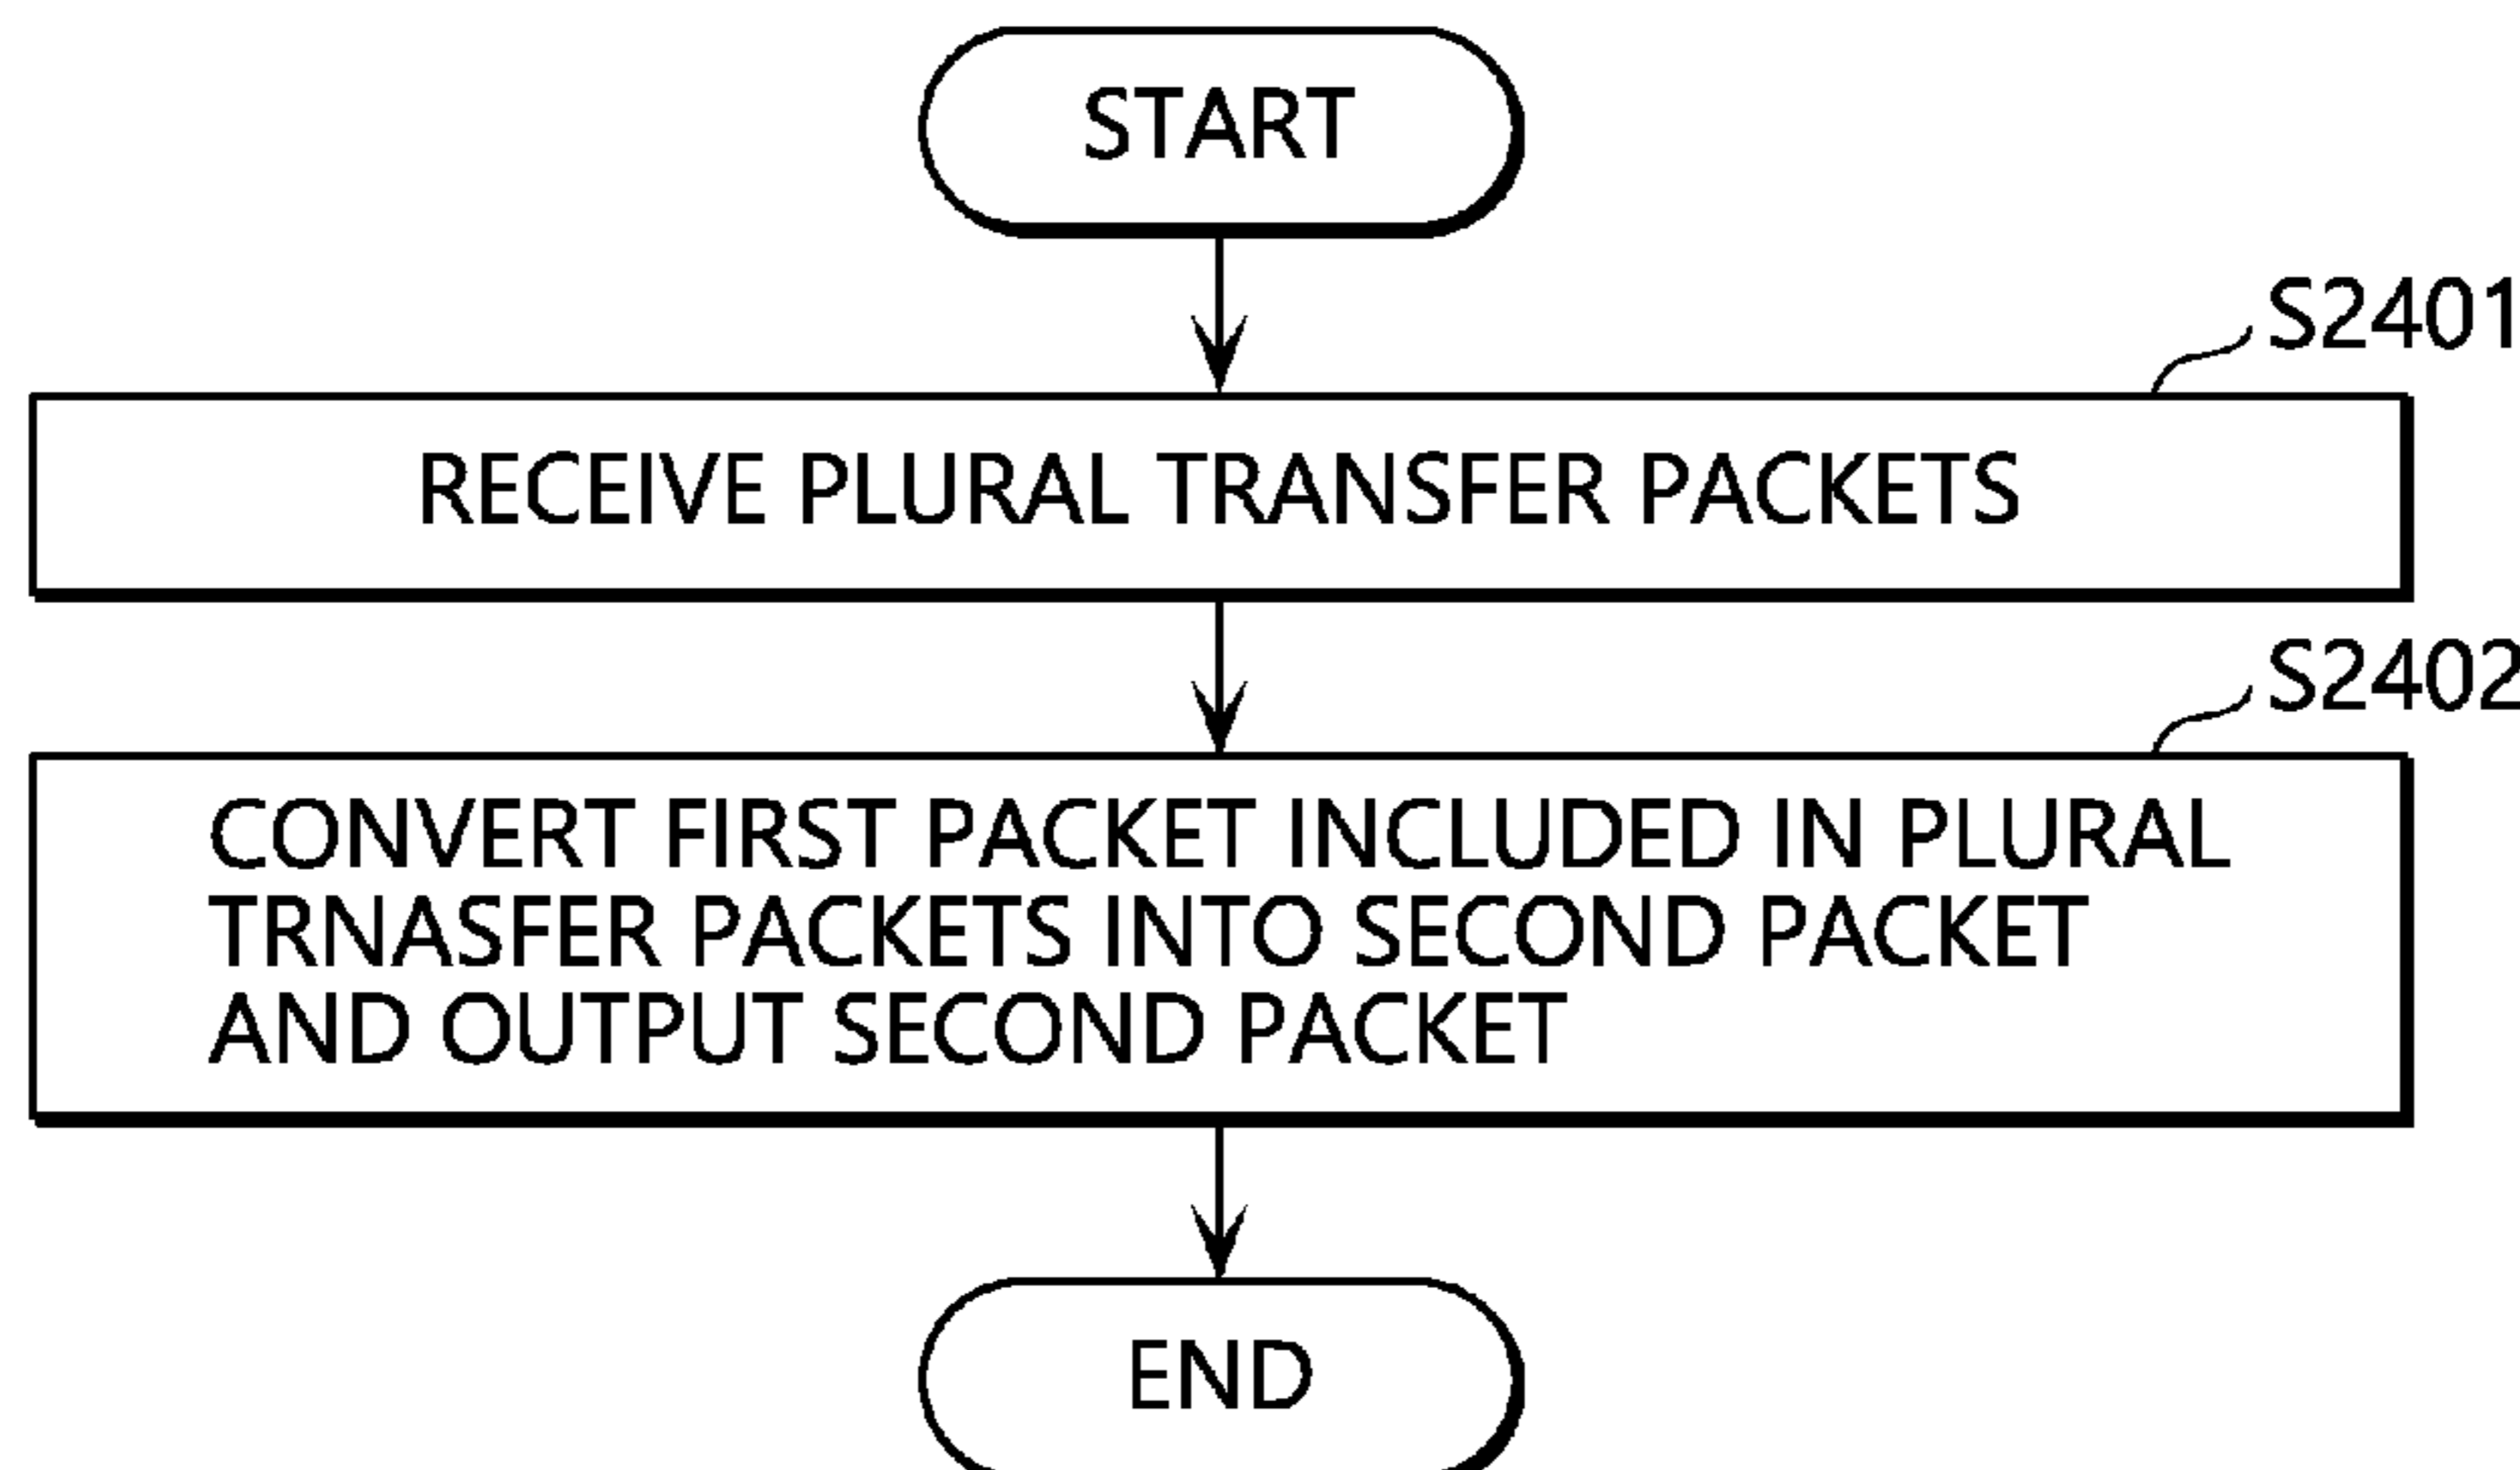 START
S2401
RECEIVE PLURAL TRANSFER PACKETS
S2402
CONVERT FIRST PACKET INCLUDED IN PLURAL
TRNASFER PACKETS INTO SECOND PACKET
AND OUTPUT SECOND PACKET
END